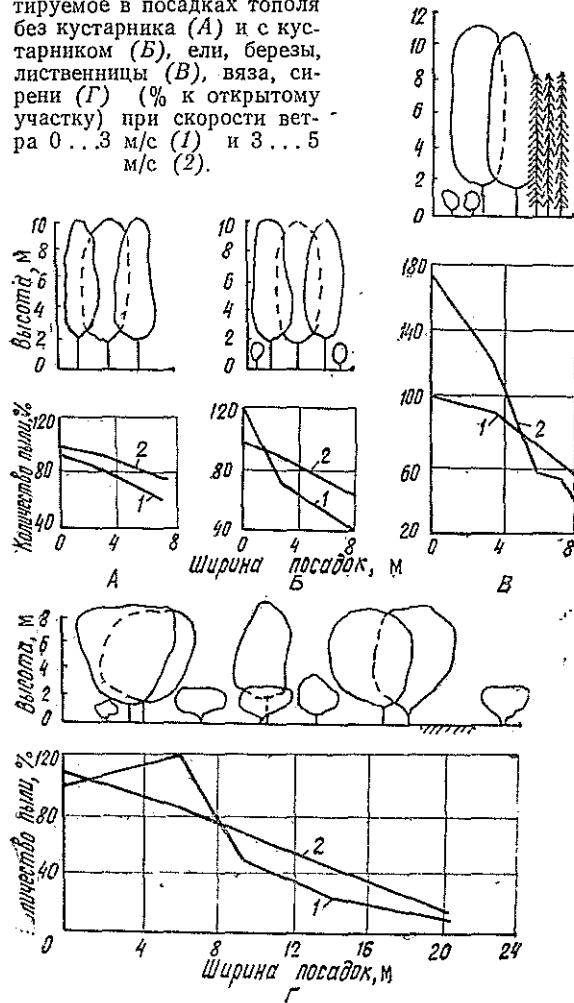 тируемое в посадках тополя
без кустарника (А) и с кус-
тарником (Б), ели, березы,
лиственницы (В), вяза, си-
рени (Г) (% к открытому
участку) при скорости вет-
ра 0...3 м/с (1) и 3...5
м/с (2).
12
10
8
6
4
2
0
Высота, м
10
8
6
4
2
0
10
8
6
4
2
0
Количество пыли, %
120
80
40
2
1
0 4 8
А
120
80
40
2
1
0 4 8
Б
180
140
100
60
20
1
2
0 4 8
В
Ширина посадок, м
Высота, м
8
6
4
2
0
пыли, %
120
80
40
0
2
1
4 8 12 16 20 24
Ширина посадок, м
Г